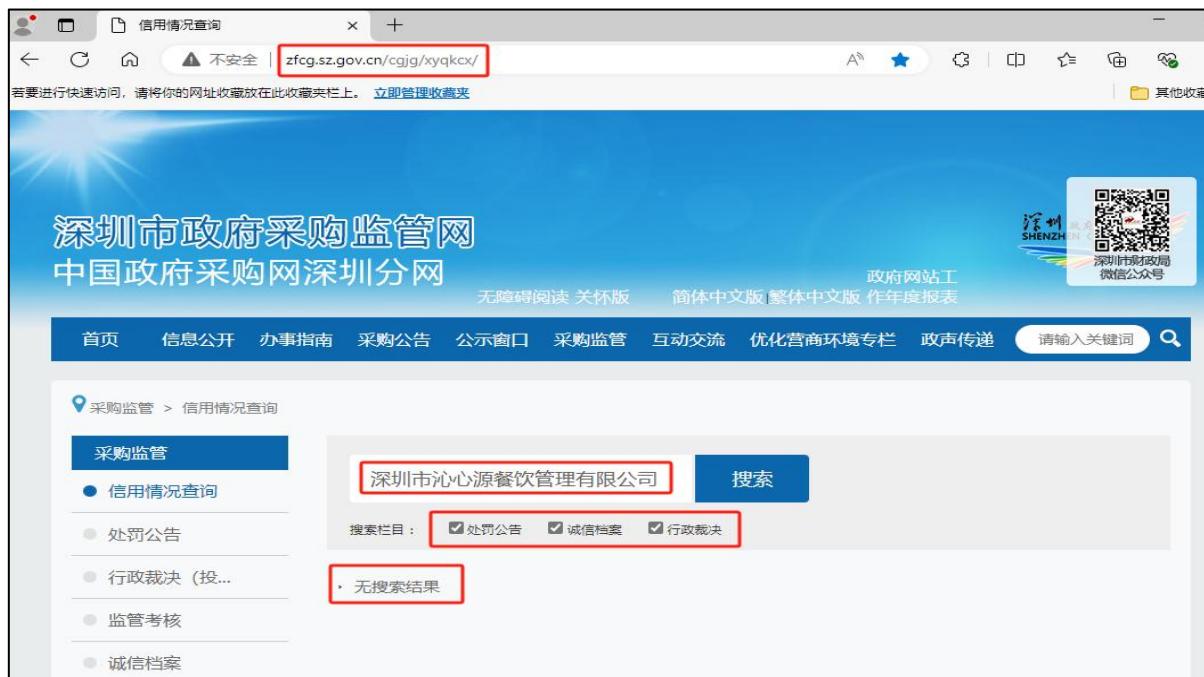 信用情况查询
不安全 zfcg.sz.gov.cn/cgjg/xyqkcx/
若要进行快速访问，请将你的网址收藏放在此收藏夹栏上。 立即管理收藏夹 其他收藏
深圳市政府采购监管网
中国政府采购网深圳分网
深圳
SHENZHEN
深圳市财政局
微信公众号
无障碍阅读 关怀版 简体中文版|繁体中文版 政府网站工作年度报表
首页 信息公开 办事指南 采购公告 公示窗口 采购监管 互动交流 优化营商环境专栏 政声传递 请输入关键词
采购监管 > 信用情况查询
采购监管
信用情况查询
处罚公告
行政裁决（投...
监管考核
诚信档案
深圳市沁心源餐饮管理有限公司 搜索
搜索栏目： 处罚公告 诚信档案 行政裁决
无搜索结果